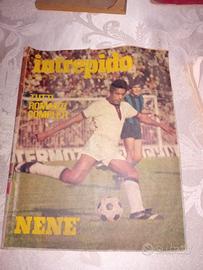 intrepido
TUTTI
ROMANZI
COMPLETI
NENE'